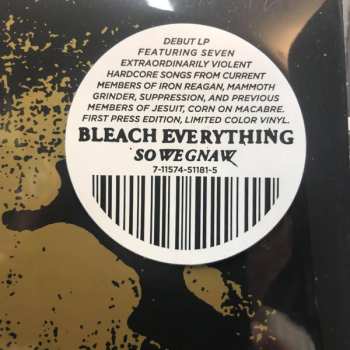 DEBUT LP
FEATURING SEVEN
EXTRAORDINARILY VIOLENT
HARDCORE SONGS FROM CURRENT
MEMBERS OF IRON REAGAN, MAMMOTH
GRINDER, SUPPRESSION, AND PREVIOUS
MEMBERS OF JESUIT, CORN ON MACABRE.
FIRST PRESS EDITION, LIMITED COLOR VINYL.
BLEACH EVERYTHING
SO WE GNAW
7-11574-51181-5